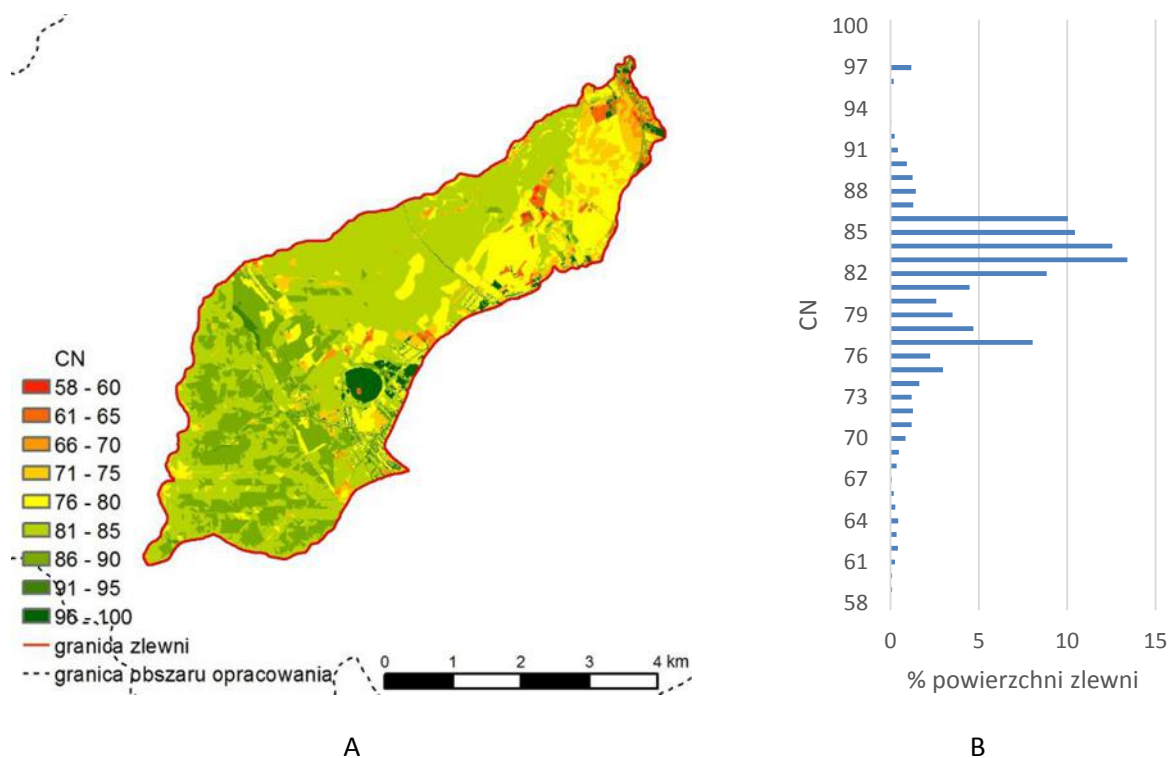 CN
58 - 60
61 - 65
66 - 70
71 - 75
76 - 80
81 - 85
86 - 90
91 - 95
96 - 100
granica zlewni
granica obszaru opracowania
0 1 2 3 4 km
A
100
97
94
91
88
85
82
79
76
73
70
67
64
61
58
CN
0 5 10 15
% powierzchni zlewni
B